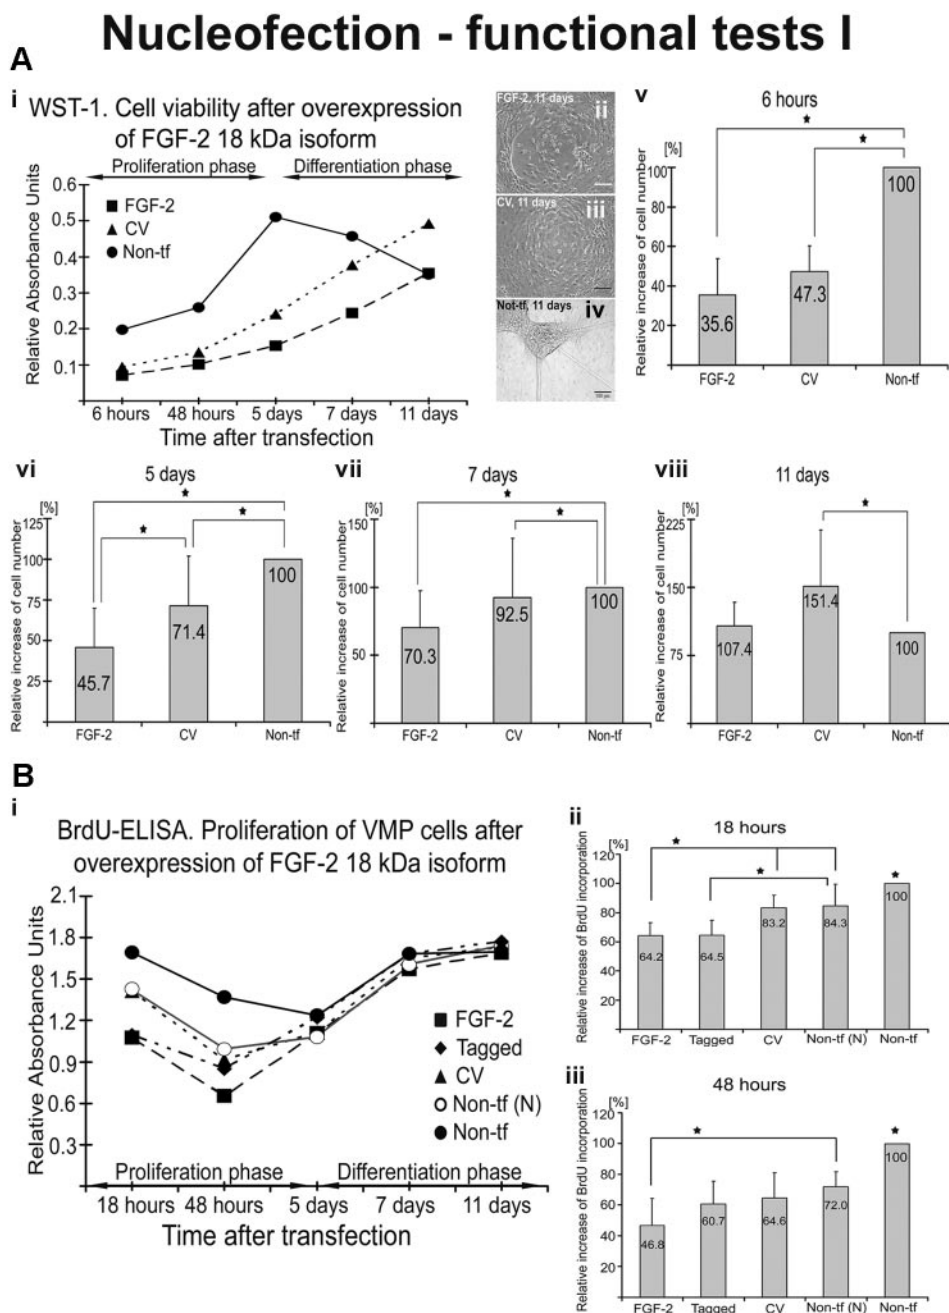 Nucleofection - functional tests I
A
i
WST-1. Cell viability after overexpression
of FGF-2 18 kDa isoform
Proliferation phase
Differentiation phase
Relative Absorbance Units
0.6
0.5
0.4
0.3
0.2
0.1
FGF-2
CV
Non-tf
6 hours
48 hours
5 days
7 days
11 days
Time after transfection
FGF-2, 11 days
ii
CV, 11 days
iii
Not-tf, 11 days
iv
v
6 hours
[%]
Relative increase of cell number
100
80
60
40
20
35.6
47.3
100
FGF-2
CV
Non-tf
vi
5 days
[%]
Relative increase of cell number
125
100
75
50
25
45.7
71.4
100
FGF-2
CV
Non-tf
vii
7 days
[%]
Relative increase of cell number
150
100
50
70.3
92.5
100
FGF-2
CV
Non-tf
viii
11 days
[%]
Relative increase of cell number
225
150
75
107.4
151.4
100
FGF-2
CV
Non-tf
B
i
BrdU-ELISA. Proliferation of VMP cells after
overexpression of FGF-2 18 kDa isoform
Relative Absorbance Units
2.1
1.8
1.5
1.2
0.9
0.6
0.3
FGF-2
Tagged
CV
Non-tf (N)
Non-tf
Proliferation phase
Differentiation phase
18 hours
48 hours
5 days
7 days
11 days
Time after transfection
ii
18 hours
[%]
Relative increase of BrdU incorporation
120
100
80
60
40
20
64.2
64.5
83.2
84.3
100
FGF-2
Tagged
CV
Non-tf (N)
Non-tf
iii
48 hours
[%]
Relative increase of BrdU incorporation
120
100
80
60
40
20
46.8
60.7
64.6
72.0
100
FGF-2
Tagged
CV
Non-tf (N)
Non-tf